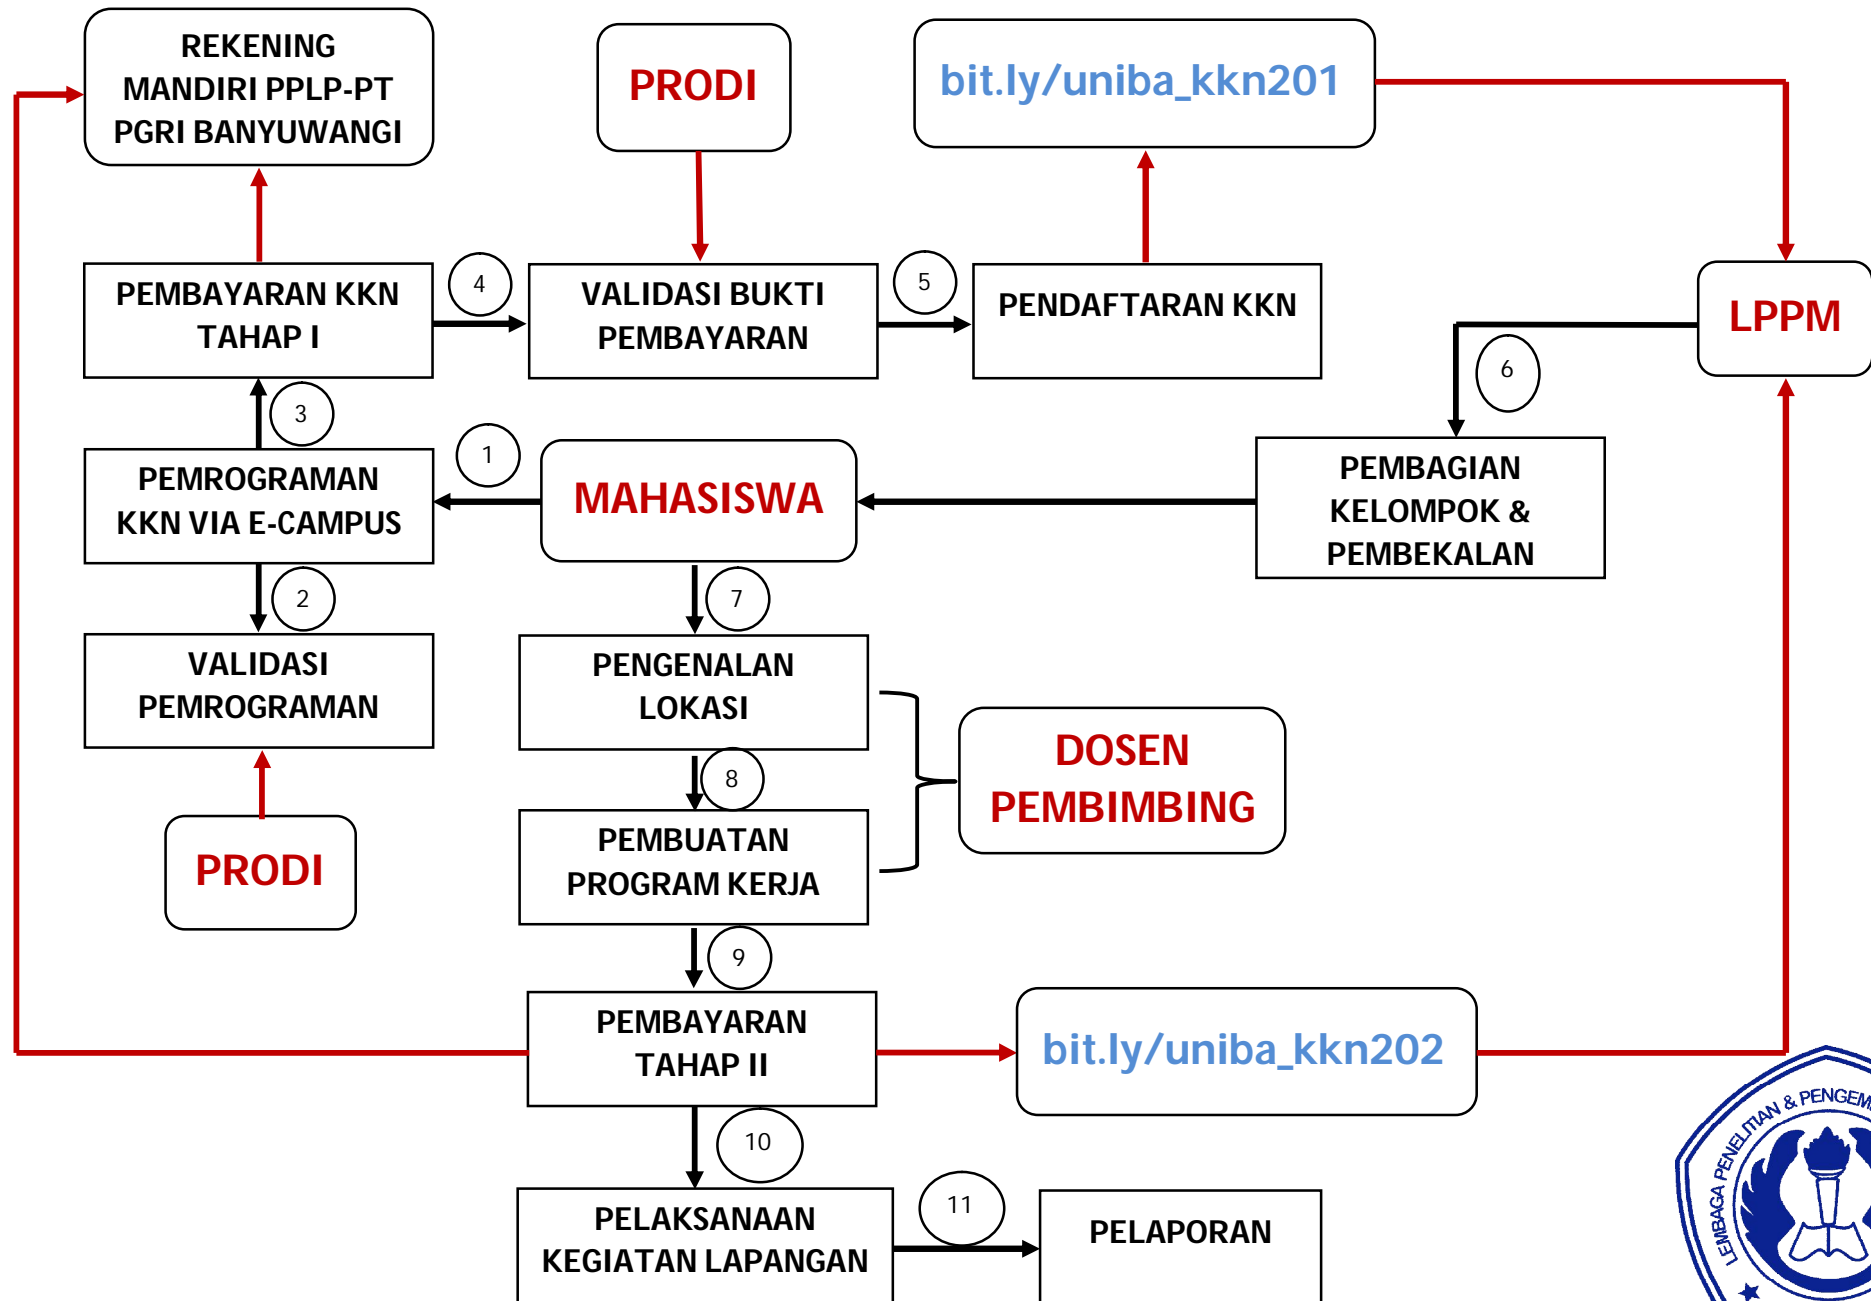 REKENING
MANDIRI PPLP-PT
PGRI BANYUWANGI
PRODI
bit.ly/uniba_kkn201
PEMBAYARAN KKN
TAHAP I
4
VALIDASI BUKTI
PEMBAYARAN
5
PENDAFTARAN KKN
LPPM
6
3
1
PEMROGRAMAN
KKN VIA E-CAMPUS
MAHASISWA
PEMBAGIAN
KELOMPOK &
PEMBEKALAN
2
7
VALIDASI
PEMROGRAMAN
PENGENALAN
LOKASI
8
DOSEN
PEMBIMBING
PRODI
PEMBUATAN
PROGRAM KERJA
9
PEMBAYARAN
TAHAP II
bit.ly/uniba_kkn202
10
PELAKSANAAN
KEGIATAN LAPANGAN
11
PELAPORAN
LEMBAGA PENELITIAN & PENGEM